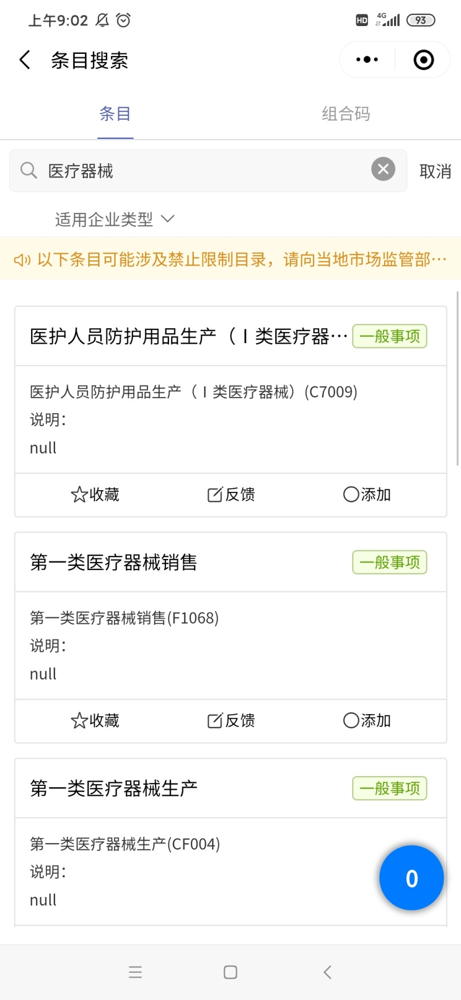 上午9:02
HD 4G 93
条目搜索
条目 组合码
医疗器械 取消
适用企业类型
以下条目可能涉及禁止限制目录，请向当地市场监管部…
医护人员防护用品生产（Ⅰ类医疗器… 一般事项
医护人员防护用品生产（Ⅰ类医疗器械）(C7009)
说明：
null
收藏 反馈 添加
第一类医疗器械销售 一般事项
第一类医疗器械销售(F1068)
说明：
null
收藏 反馈 添加
第一类医疗器械生产 一般事项
第一类医疗器械生产(CF004)
说明：
null
0